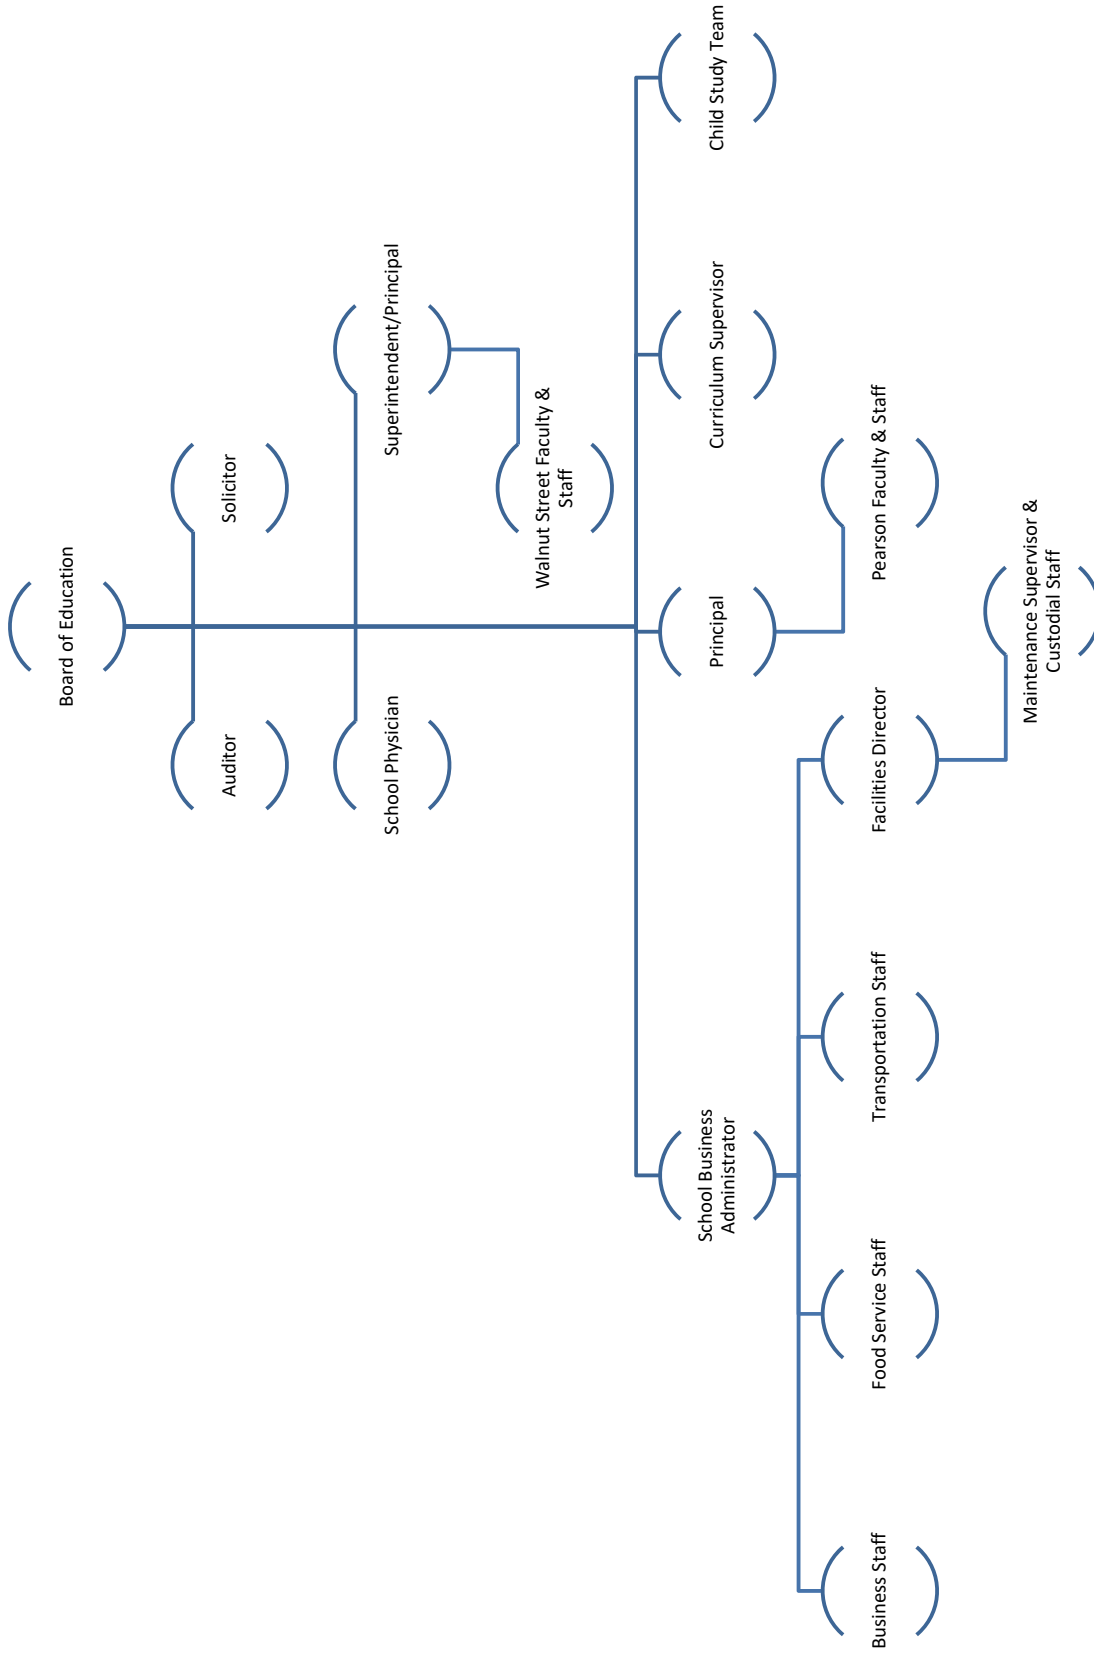 Board of Education
Auditor
Solicitor
School Physician
Superintendent/Principal
Walnut Street Faculty &
Staff
School Business
Administrator
Principal
Curriculum Supervisor
Child Study Team
Business Staff
Food Service Staff
Transportation Staff
Facilities Director
Pearson Faculty & Staff
Maintenance Supervisor &
Custodial Staff